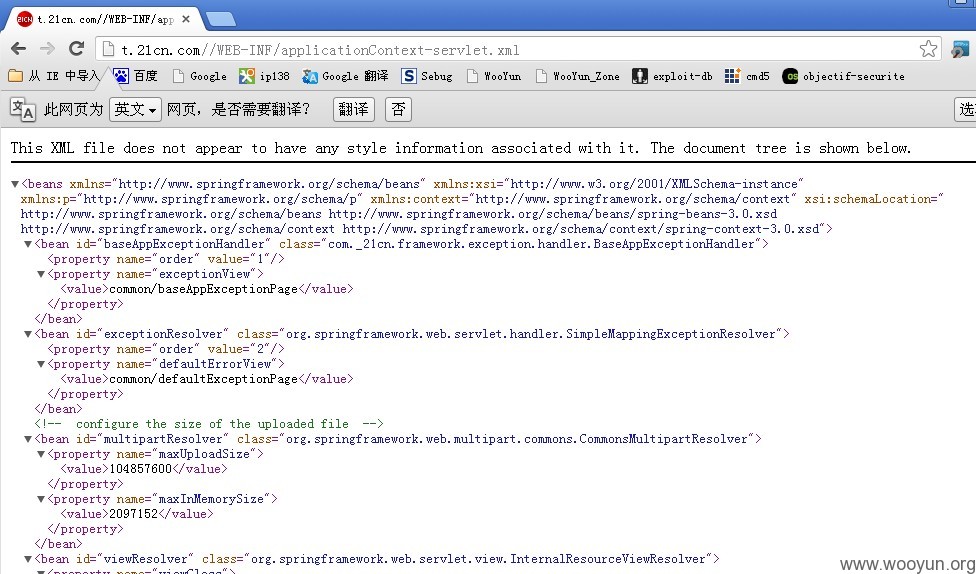 t.21cn.com//WEB-INF/app
t.21cn.com//WEB-INF/applicationContext-servlet.xml
从 IE 中导入 百度 Google ip138 Google 翻译 Sebug WooYun WooYun_Zone exploit-db cmd5 objectif-securite
此网页为 英文 网页，是否需要翻译？ 翻译 否
This XML file does not appear to have any style information associated with it. The document tree is shown below.
▼<beans xmlns="http://www.springframework.org/schema/beans" xmlns:xsi="http://www.w3.org/2001/XMLSchema-instance"
xmlns:p="http://www.springframework.org/schema/p" xmlns:context="http://www.springframework.org/schema/context" xsi:schemaLocation="
http://www.springframework.org/schema/beans http://www.springframework.org/schema/beans/spring-beans-3.0.xsd
http://www.springframework.org/schema/context http://www.springframework.org/schema/context/spring-context-3.0.xsd">
▼<bean id="baseAppExceptionHandler" class="com._21cn.framework.exception.handler.BaseAppExceptionHandler">
<property name="order" value="1"/>
▼<property name="exceptionView">
<value>common/baseAppExceptionPage</value>
</property>
</bean>
▼<bean id="exceptionResolver" class="org.springframework.web.servlet.handler.SimpleMappingExceptionResolver">
<property name="order" value="2"/>
▼<property name="defaultErrorView">
<value>common/defaultExceptionPage</value>
</property>
</bean>
<!-- configure the size of the uploaded file -->
▼<bean id="multipartResolver" class="org.springframework.web.multipart.commons.CommonsMultipartResolver">
▼<property name="maxUploadSize">
<value>104857600</value>
</property>
▼<property name="maxInMemorySize">
<value>2097152</value>
</property>
</bean>
▼<bean id="viewResolver" class="org.springframework.web.servlet.view.InternalResourceViewResolver">
www.wooyun.org